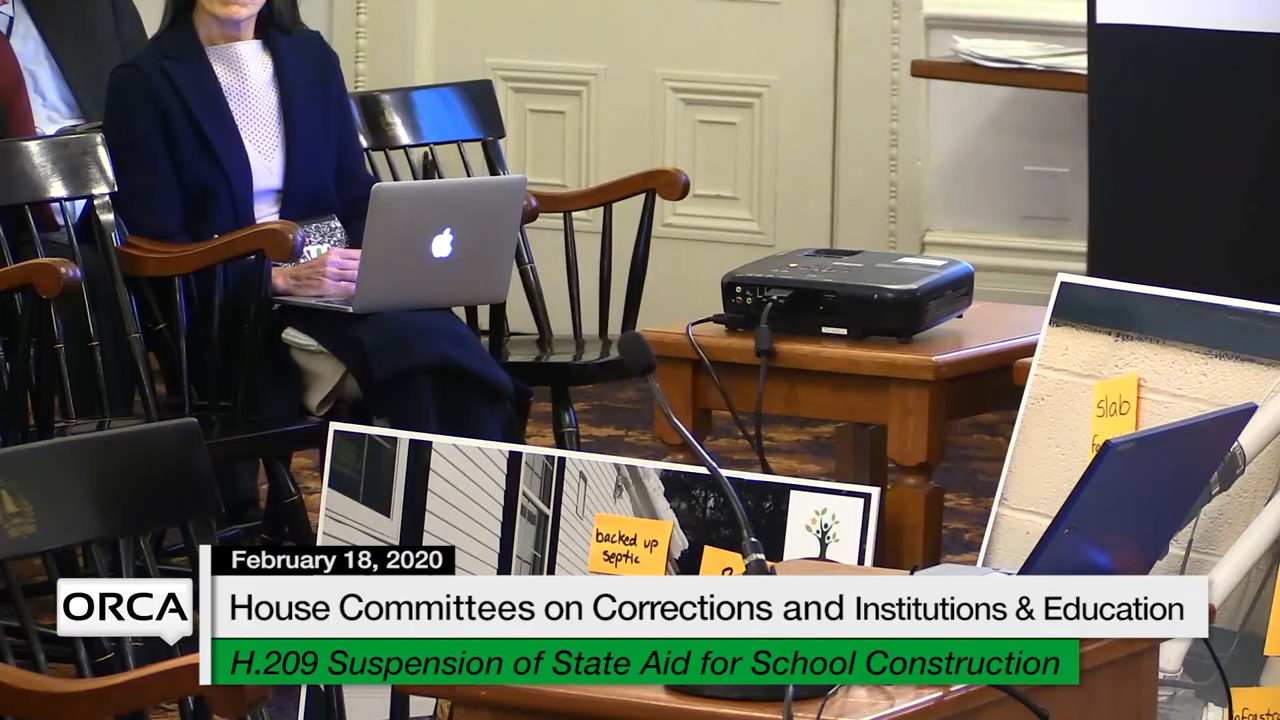 slab
backed up
septic
February 18, 2020
ORCA
House Committees on Corrections and Institutions & Education
H.209 Suspension of State Aid for School Construction